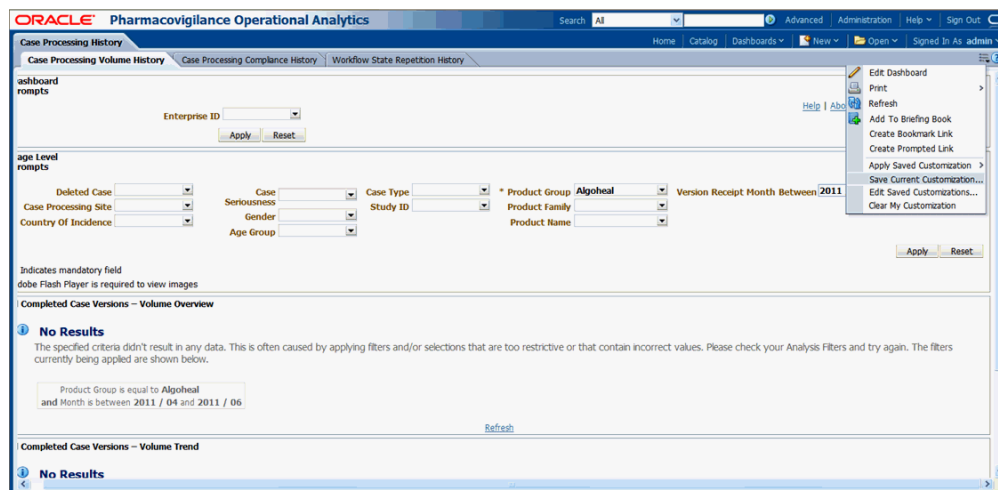 ORACLE Pharmacovigilance Operational Analytics Search All Advanced Administration Help Sign Out
Case Processing History Home Catalog Dashboards New Open Signed In As admin
Case Processing Volume History Case Processing Compliance History Workflow State Repetition History
ashboard
rompts
Enterprise ID
Apply Reset
Help | Abo
Edit Dashboard
Print
Refresh
Add To Briefing Book
Create Bookmark Link
Create Prompted Link
Apply Saved Customization
Save Current Customization...
Edit Saved Customizations...
Clear My Customization
age Level
rompts
Deleted Case
Case Processing Site
Country Of Incidence
Case Seriousness
Gender
Age Group
Case Type
Study ID
* Product Group Algoheal
Product Family
Product Name
Version Receipt Month Between 2011
Apply Reset
Indicates mandatory field
dobe Flash Player is required to view images
Completed Case Versions – Volume Overview
No Results
The specified criteria didn't result in any data. This is often caused by applying filters and/or selections that are too restrictive or that contain incorrect values. Please check your Analysis Filters and try again. The filters
currently being applied are shown below.
Product Group is equal to Algoheal
and Month is between 2011 / 04 and 2011 / 06
Refresh
Completed Case Versions – Volume Trend
No Results